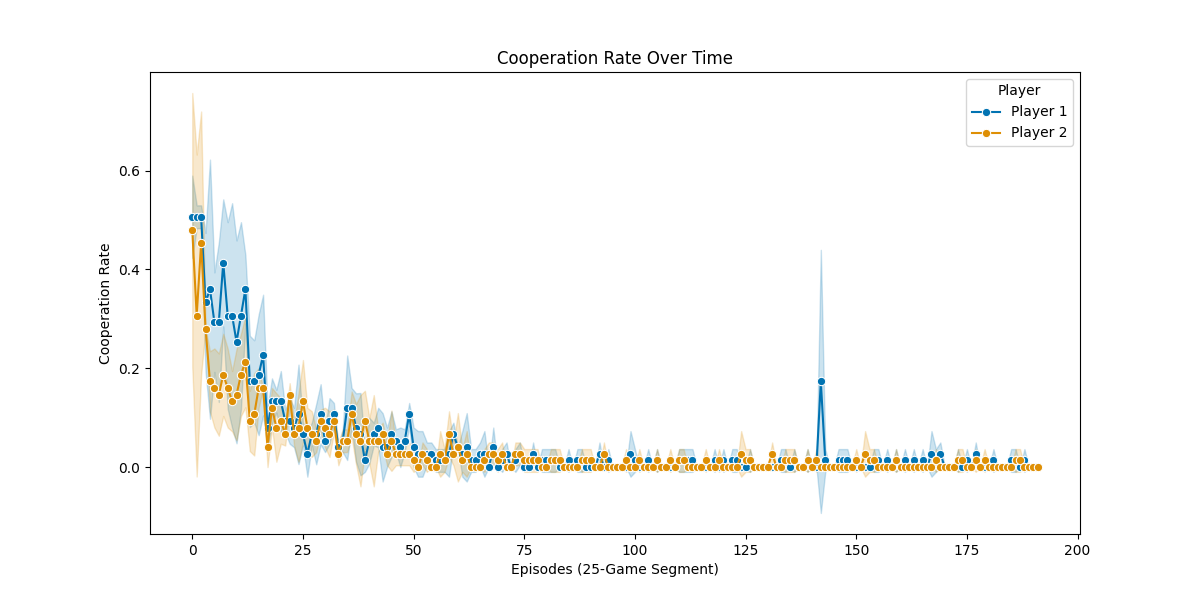 Cooperation Rate Over Time
Player
Player 1
Player 2
Cooperation Rate
0.6
0.4
0.2
0.0
0 25 50 75 100 125 150 175 200
Episodes (25-Game Segment)